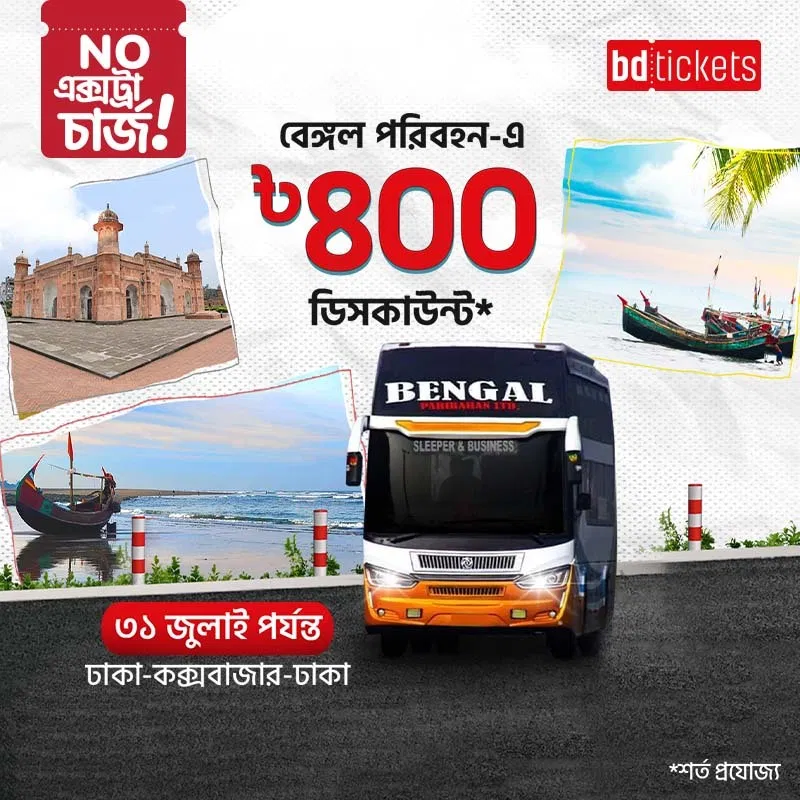 NO
এক্সট্রা
চার্জ!
bdtickets
বেঙ্গল পরিবহন-এ
৳৪০০
ডিসকাউন্ট*
BENGAL
PARIBAHAN LTD.
SLEEPER & BUSINESS
৩১ জুলাই পর্যন্ত
ঢাকা-কক্সবাজার-ঢাকা
*শর্ত প্রযোজ্য